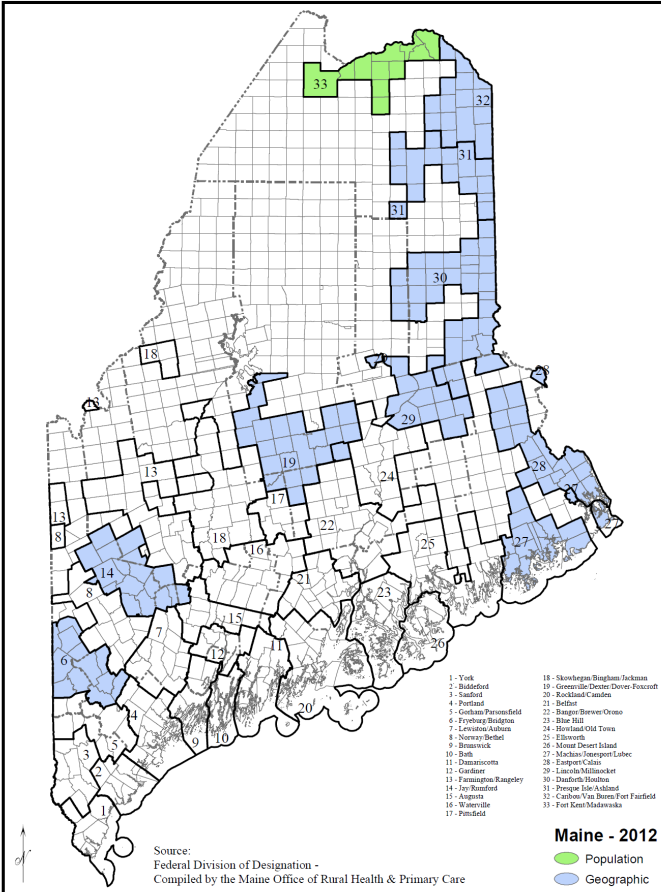 33
32
31
31
30
18
29
28
13
29
19
24
28
13
17
27
13
22
27
8
18
16
25
27
14
21
8
23
15
7
6
12
11
26
20
4
9
10
5
3
2
1
1 - York
2 - Biddeford
3 - Sanford
4 - Portland
5 - Gorham/Parsonsfield
6 - Fryeburg/Bridgton
7 - Lewiston/Auburn
8 - Norway/Bethel
9 - Brunswick
10 - Bath
11 - Damariscotta
12 - Gardiner
13 - Farmington/Rangeley
14 - Jay/Rumford
15 - Augusta
16 - Waterville
17 - Pittsfield
18 - Skowhegan/Bingham/Jackman
19 - Greenville/Dexter/Dover-Foxcroft
20 - Rockland/Camden
21 - Belfast
22 - Bangor/Brewer/Orono
23 - Blue Hill
24 - Howland/Old Town
25 - Ellsworth
26 - Mount Desert Island
27 - Machias/Jonesport/Lubec
28 - Eastport/Calais
29 - Lincoln/Millinocket
30 - Danforth/Houlton
31 - Presque Isle/Ashland
32 - Caribou/Van Buren/Fort Fairfield
33 - Fort Kent/Madawaska
N
Source:
Federal Division of Designation -
Compiled by the Maine Office of Rural Health & Primary Care
Maine - 2012
Population
Geographic